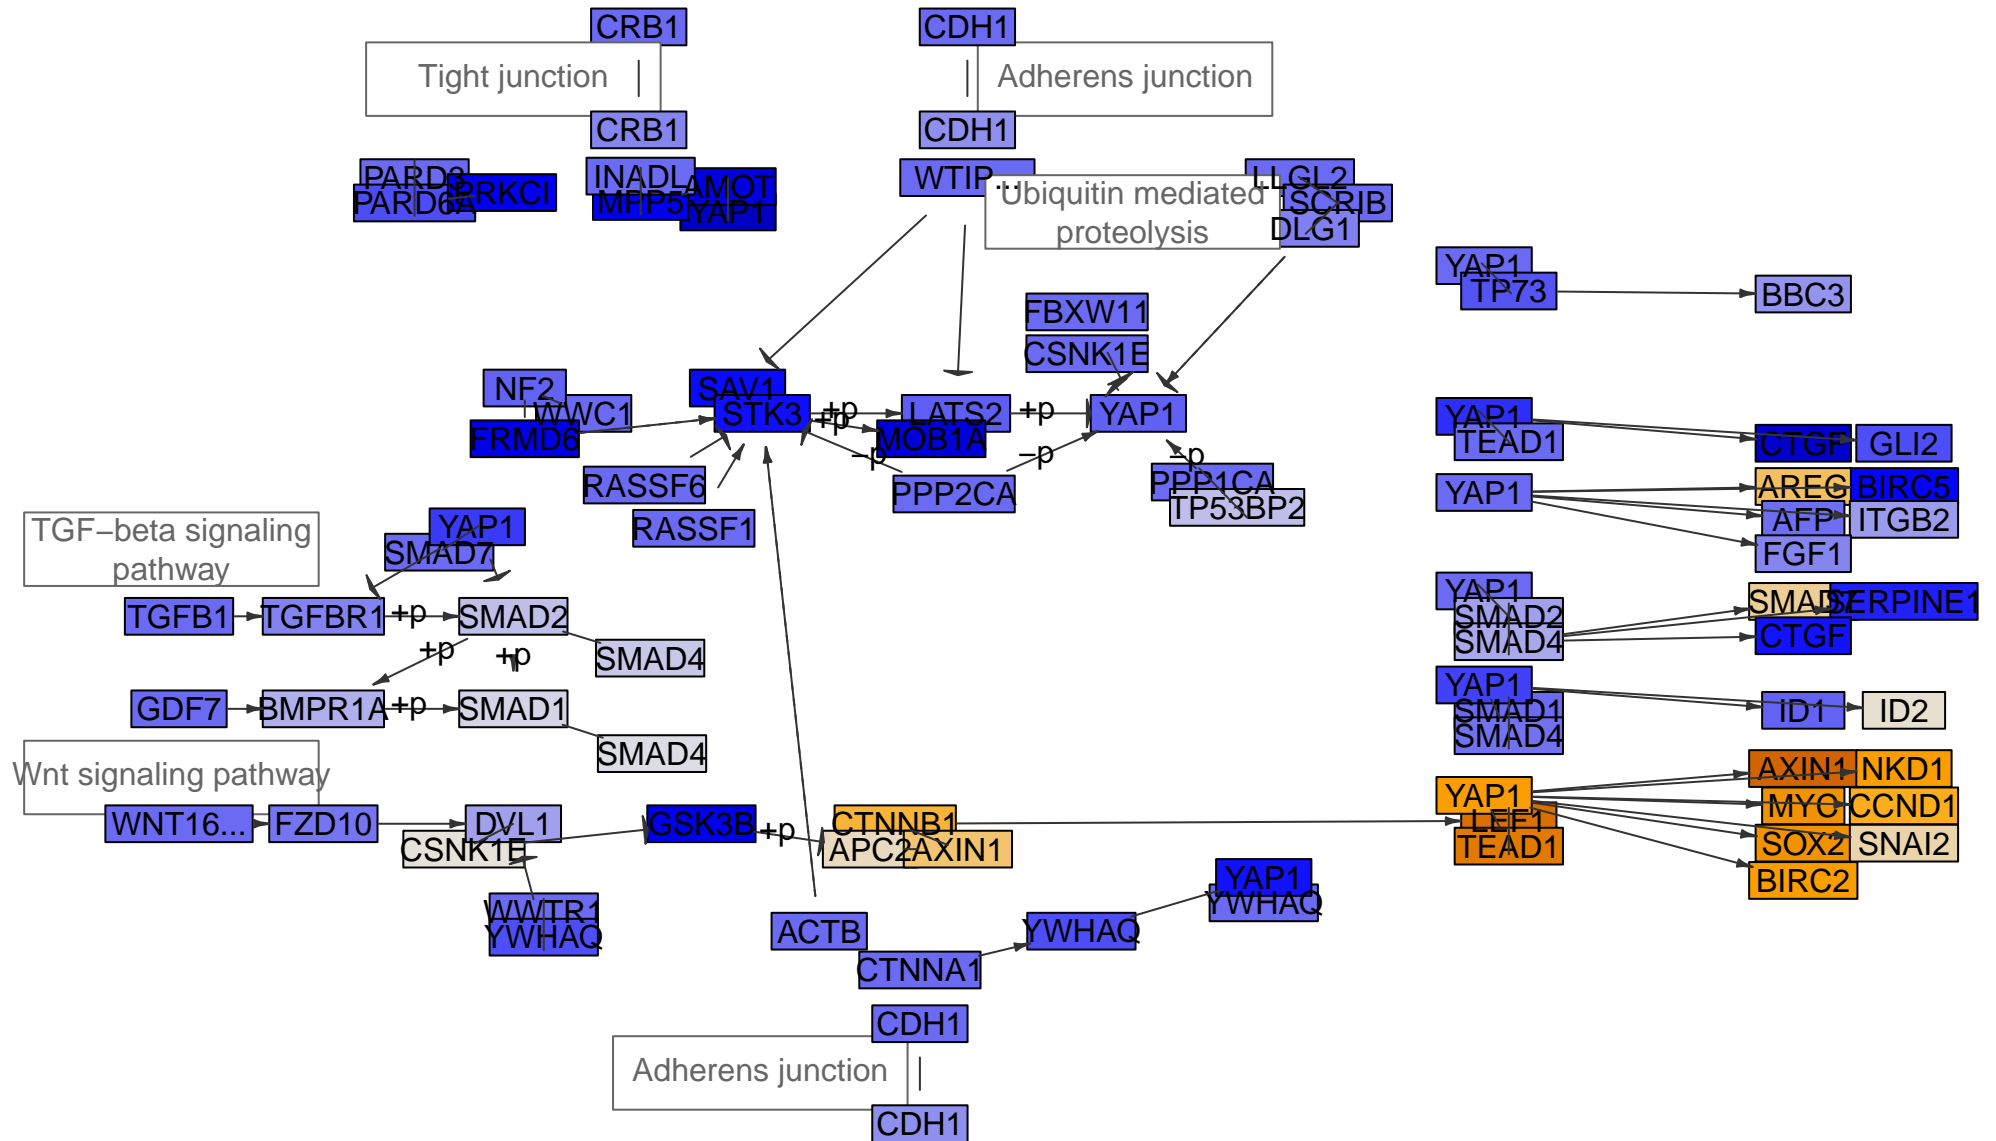 CRB1
CDH1
Tight junction
Adherens junction
CRB1
CDH1
PARD3
PARD6A
PRKCI
INADL
MPP5
AMOT
YAP1
WTIP...
Ubiquitin mediated
proteolysis
LLGL2
SCRIB
DLG1
YAP1
TP73
BBC3
FBXW11
CSNK1E
NF2
WWC1
FRMD6
SAV1
STK3
+p
+p
LATS2
MOB1A
+p
YAP1
−p
−p
−p
RASSF6
RASSF1
PPP2CA
PPP1CA
TP53BP2
YAP1
TEAD1
CTGF
GLI2
YAP1
AREG
BIRC5
AFP
ITGB2
FGF1
TGF−beta signaling
pathway
YAP1
SMAD7
TGFB1
TGFBR1
+p
SMAD2
+p
+p
SMAD4
YAP1
SMAD2
SMAD4
SMAD7
SERPINE1
CTGF
GDF7
BMPR1A
+p
SMAD1
SMAD4
YAP1
SMAD1
SMAD4
ID1
ID2
Wnt signaling pathway
WNT16...
FZD10
DVL1
CSNK1E
GSK3B
+p
CTNNB1
APC2
AXIN1
YAP1
LEF1
TEAD1
AXIN1
NKD1
MYC
CCND1
SOX2
SNAI2
BIRC2
WWTR1
YWHAQ
ACTB
CTNNA1
YWHAQ
YAP1
YWHAQ
CDH1
Adherens junction
CDH1